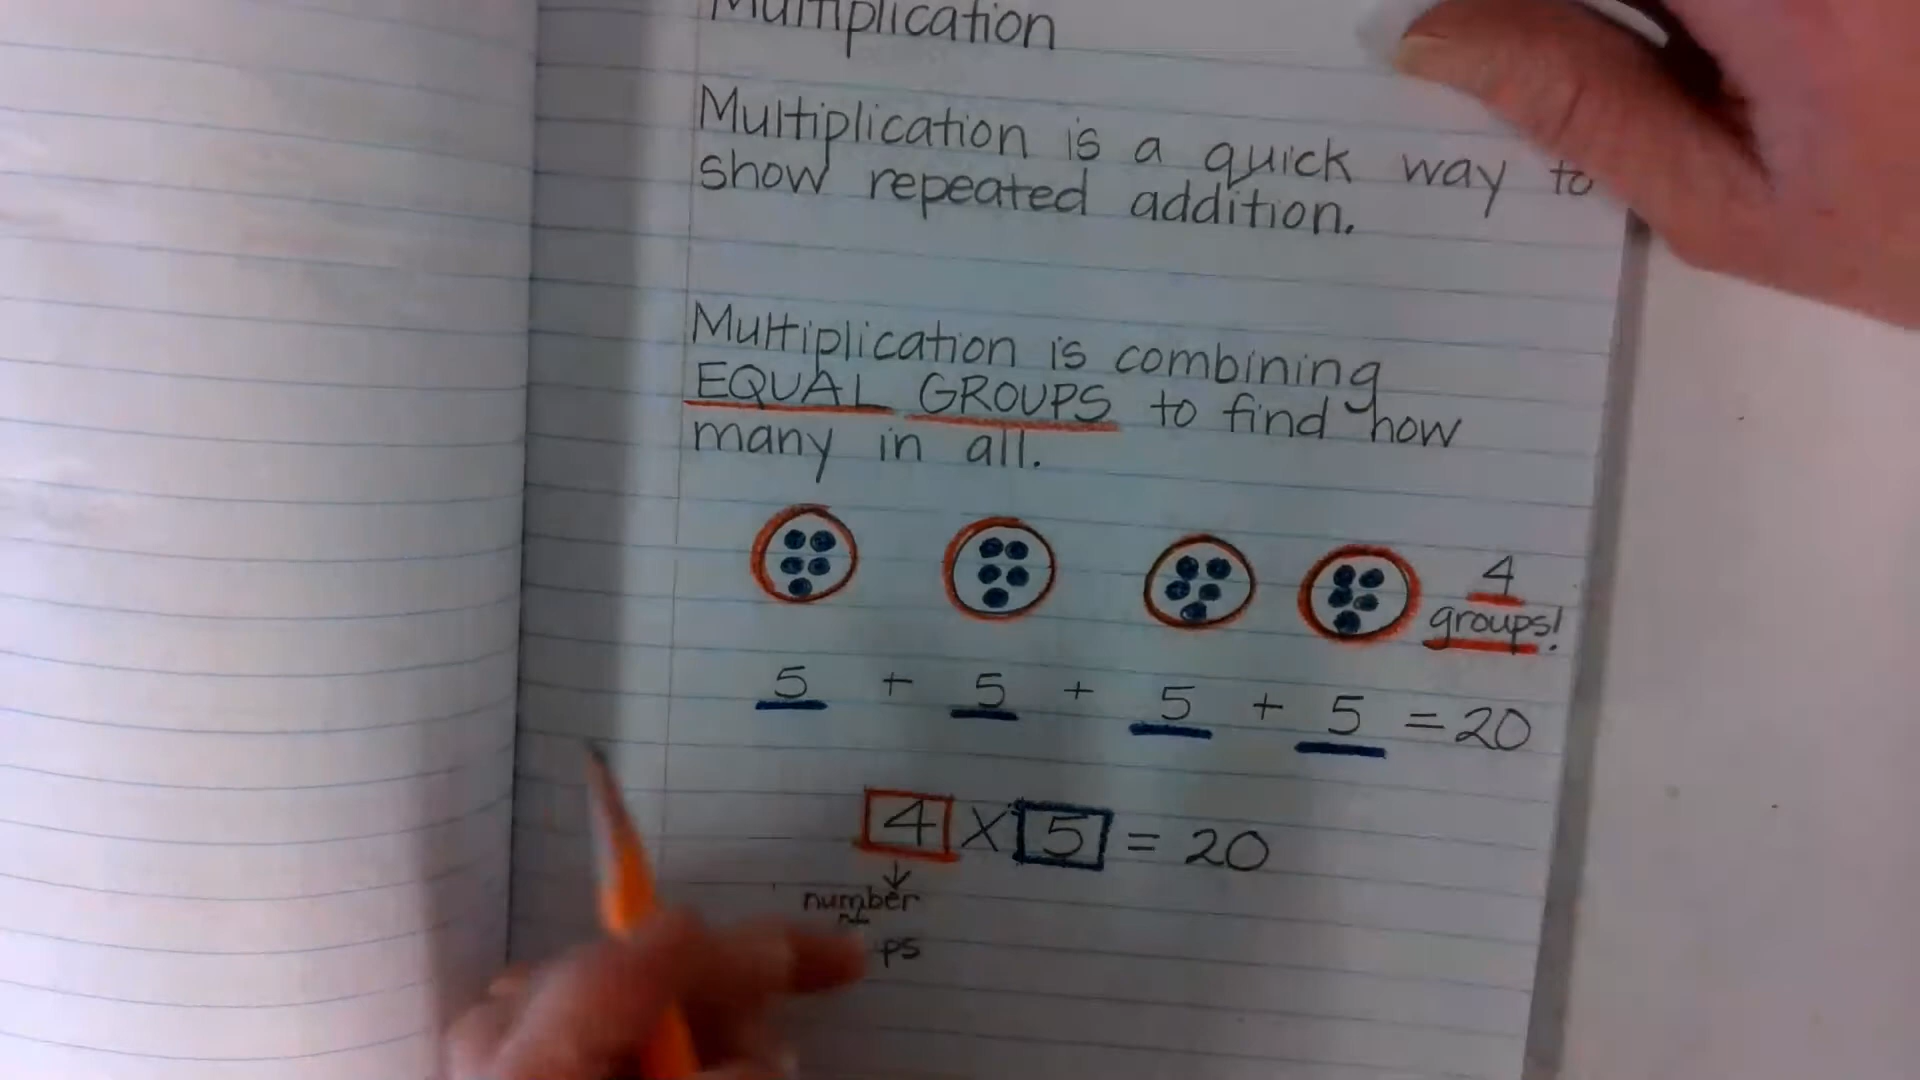 Multiplication
Multiplication is a quick way to
show repeated addition.
Multiplication is combining
EQUAL GROUPS to find how
many in all.
4
groups!
5 + 5 + 5 + 5 = 20
4 X 5 = 20
number